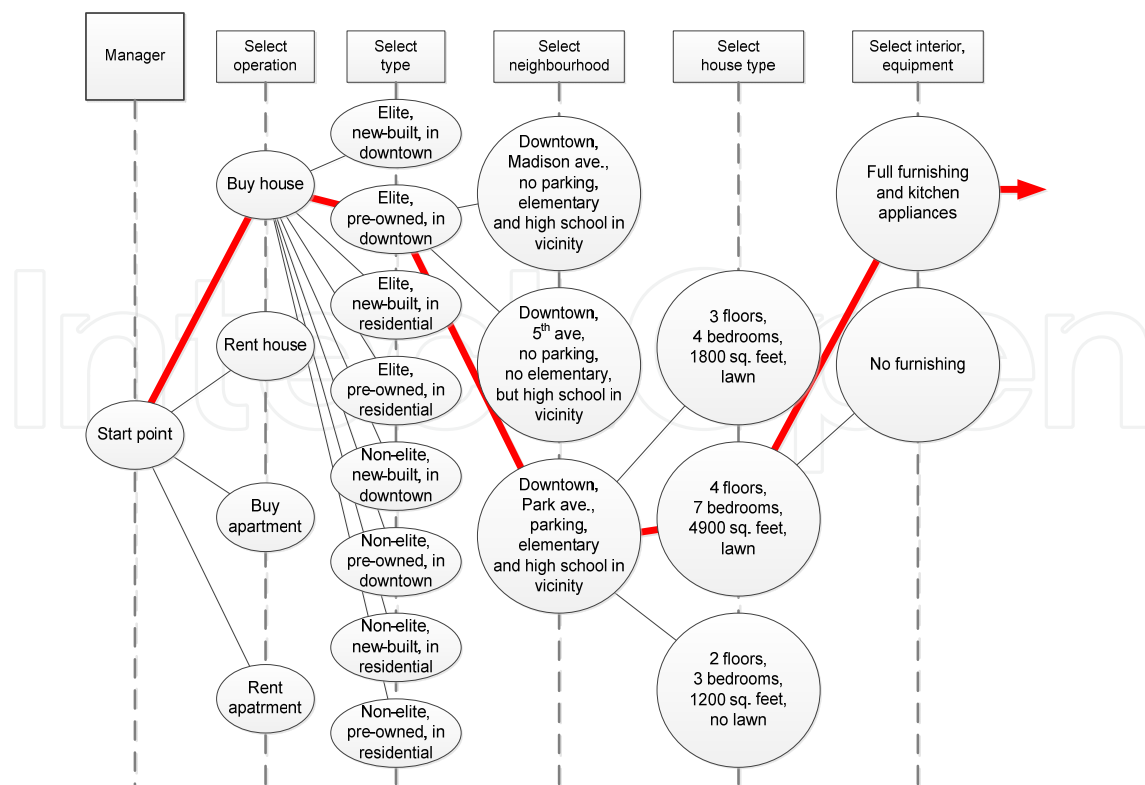 Manager
Select
operation
Select
type
Select
neighbourhood
Select
house type
Select interior,
equipment
Start point
Buy house
Rent house
Buy
apartment
Rent
apatrment
Elite,
new-built, in
downtown
Elite,
pre-owned, in
downtown
Elite,
new-built, in
residential
Elite,
pre-owned, in
residential
Non-elite,
new-built, in
downtown
Non-elite,
pre-owned, in
downtown
Non-elite,
new-built, in
residential
Non-elite,
pre-owned, in
residential
Downtown,
Madison ave.,
no parking,
elementary
and high school in
vicinity
Downtown,
5th ave,
no parking,
no elementary,
but high school in
vicinity
Downtown,
Park ave.,
parking,
elementary
and high school in
vicinity
3 floors,
4 bedrooms,
1800 sq. feet,
lawn
4 floors,
7 bedrooms,
4900 sq. feet,
lawn
2 floors,
3 bedrooms,
1200 sq. feet,
no lawn
Full furnishing
and kitchen
appliances
No furnishing
IntechOpen